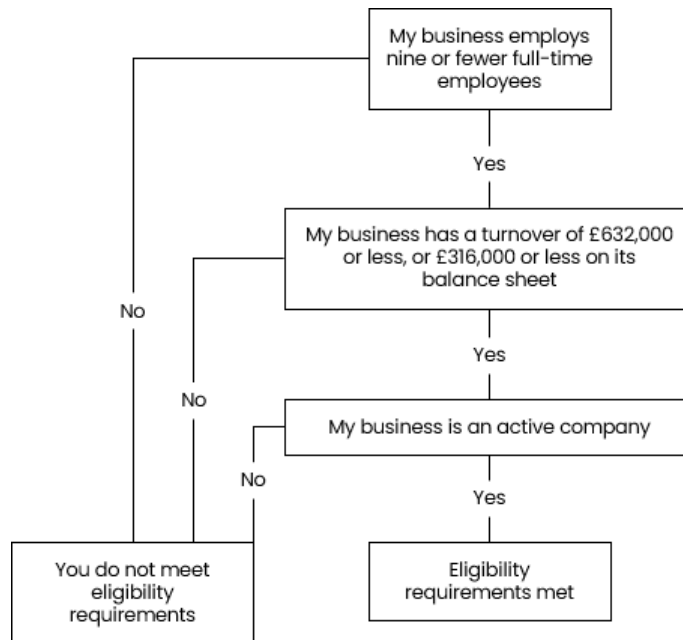 My business employs
nine or fewer full-time
employees
Yes
My business has a turnover of £632,000
or less, or £316,000 or less on its
balance sheet
No
Yes
No
My business is an active company
No
Yes
You do not meet
eligibility
requirements
Eligibility
requirements met